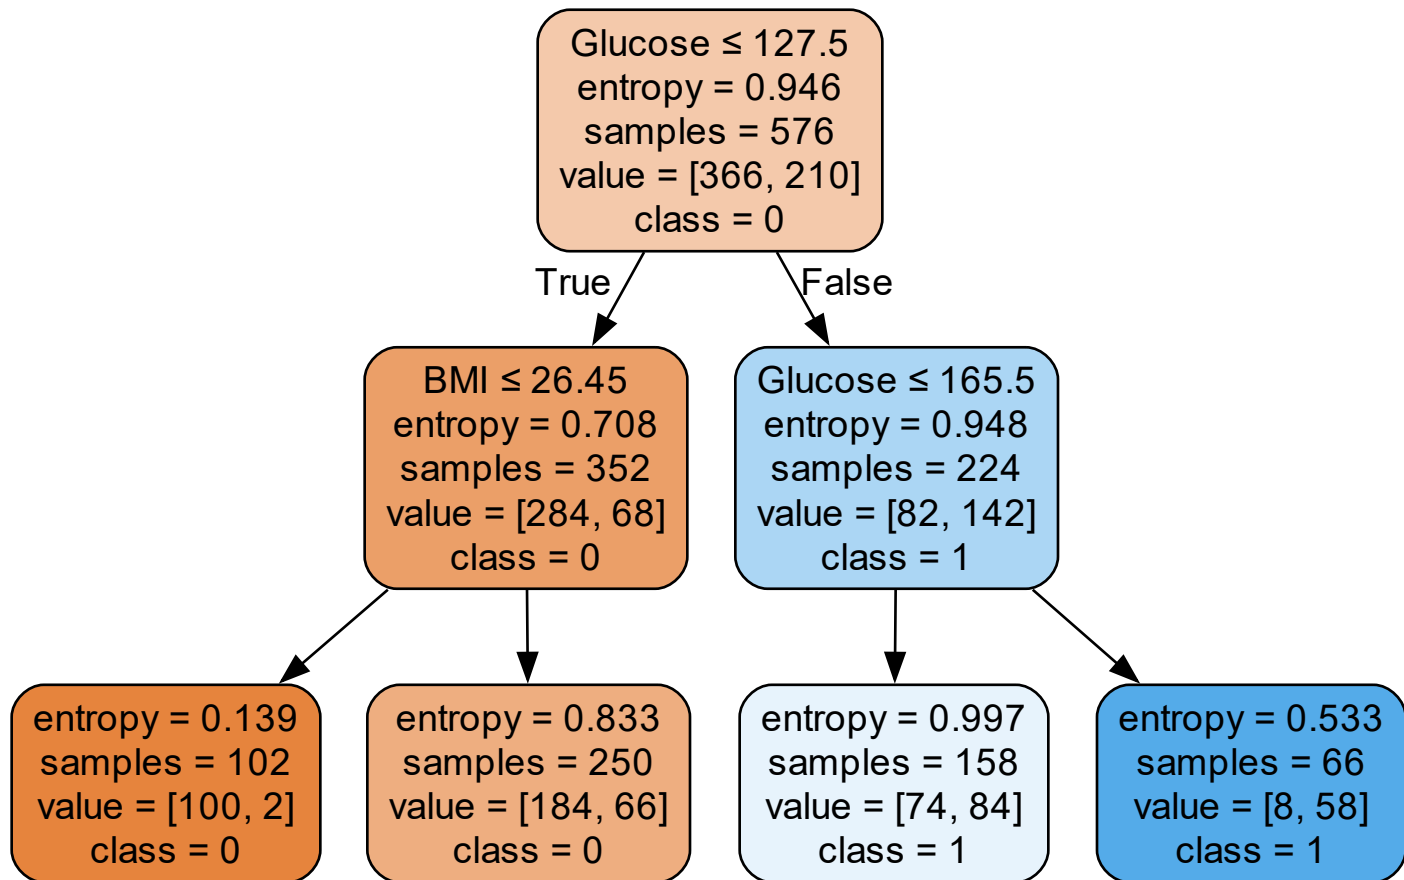 Glucose ≤ 127.5
entropy = 0.946
samples = 576
value = [366, 210]
class = 0
True
False
BMI ≤ 26.45
entropy = 0.708
samples = 352
value = [284, 68]
class = 0
Glucose ≤ 165.5
entropy = 0.948
samples = 224
value = [82, 142]
class = 1
entropy = 0.139
samples = 102
value = [100, 2]
class = 0
entropy = 0.833
samples = 250
value = [184, 66]
class = 0
entropy = 0.997
samples = 158
value = [74, 84]
class = 1
entropy = 0.533
samples = 66
value = [8, 58]
class = 1